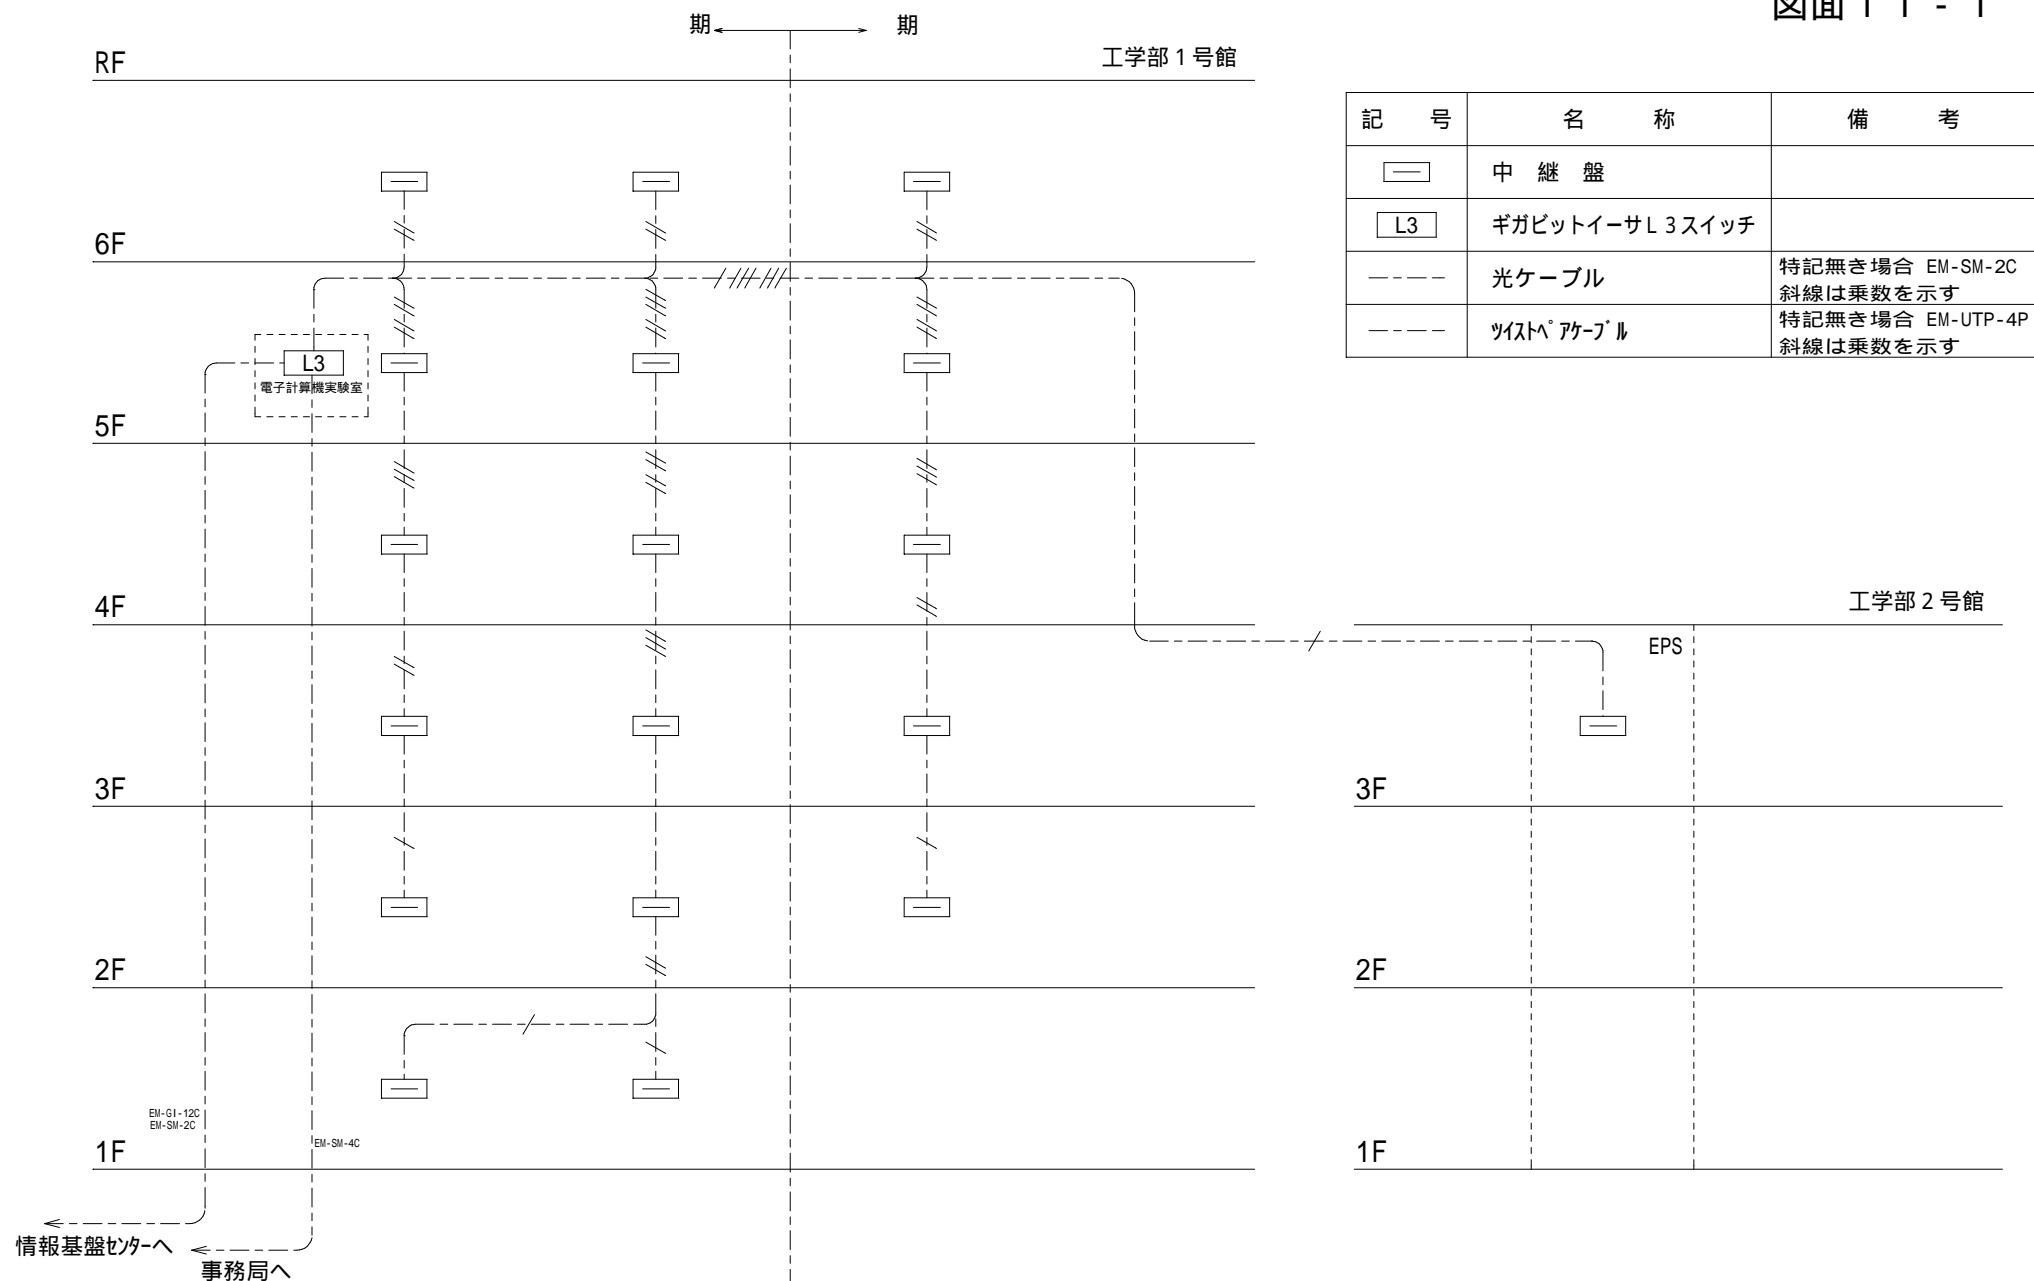 図面１１-１
期 期
工学部１号館
RF
6F
5F
4F
3F
2F
1F
L3
電子計算機実験室
EM-GI-12C
EM-SM-2C
EM-SM-4C
情報基盤ｾﾝﾀｰへ
事務局へ
記 号 名 称 備 考
中 継 盤
L3 ギガビットイーサL３スイッチ
光ケーブル 特記無き場合 EM-SM-2C
斜線は乗数を示す
ﾂｲｽﾄﾍﾟｱｹｰﾌﾞﾙ 特記無き場合 EM-UTP-4P
斜線は乗数を示す
工学部２号館
EPS
3F
2F
1F